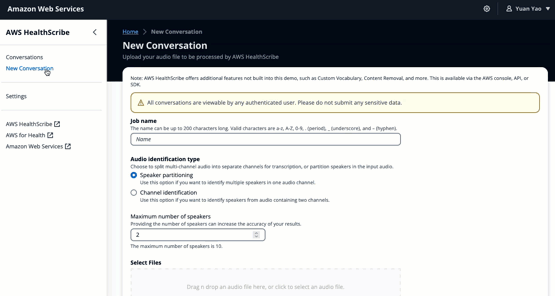 Amazon Web Services
Yuan Yao
AWS HealthScribe
Conversations
New Conversation
Settings
AWS HealthScribe
AWS for Health
Amazon Web Services
Home > New Conversation
New Conversation
Upload your audio file to be processed by AWS HealthScribe
Note: AWS HealthScribe offers additional features not built into this demo, such as Custom Vocabulary, Content Removal, and more. This is available via the AWS console, API, or
SDK.
All conversations are viewable by any authenticated user. Please do not submit any sensitive data.
Job name
The name can be up to 200 characters long. Valid characters are a-z, A-Z, 0-9, . (period), _ (underscore), and – (hyphen).
Name
Audio identification type
Choose to split multi-channel audio into separate channels for transcription, or partition speakers in the input audio.
Speaker partitioning
Use this option if you want to identify multiple speakers in one audio channel.
Channel identification
Use this option if you want to identify speakers from audio containing two channels.
Maximum number of speakers
Providing the number of speakers can increase the accuracy of your results.
2
The maximum number of speakers is 10.
Select Files
Drag n drop an audio file here, or click to select an audio file.